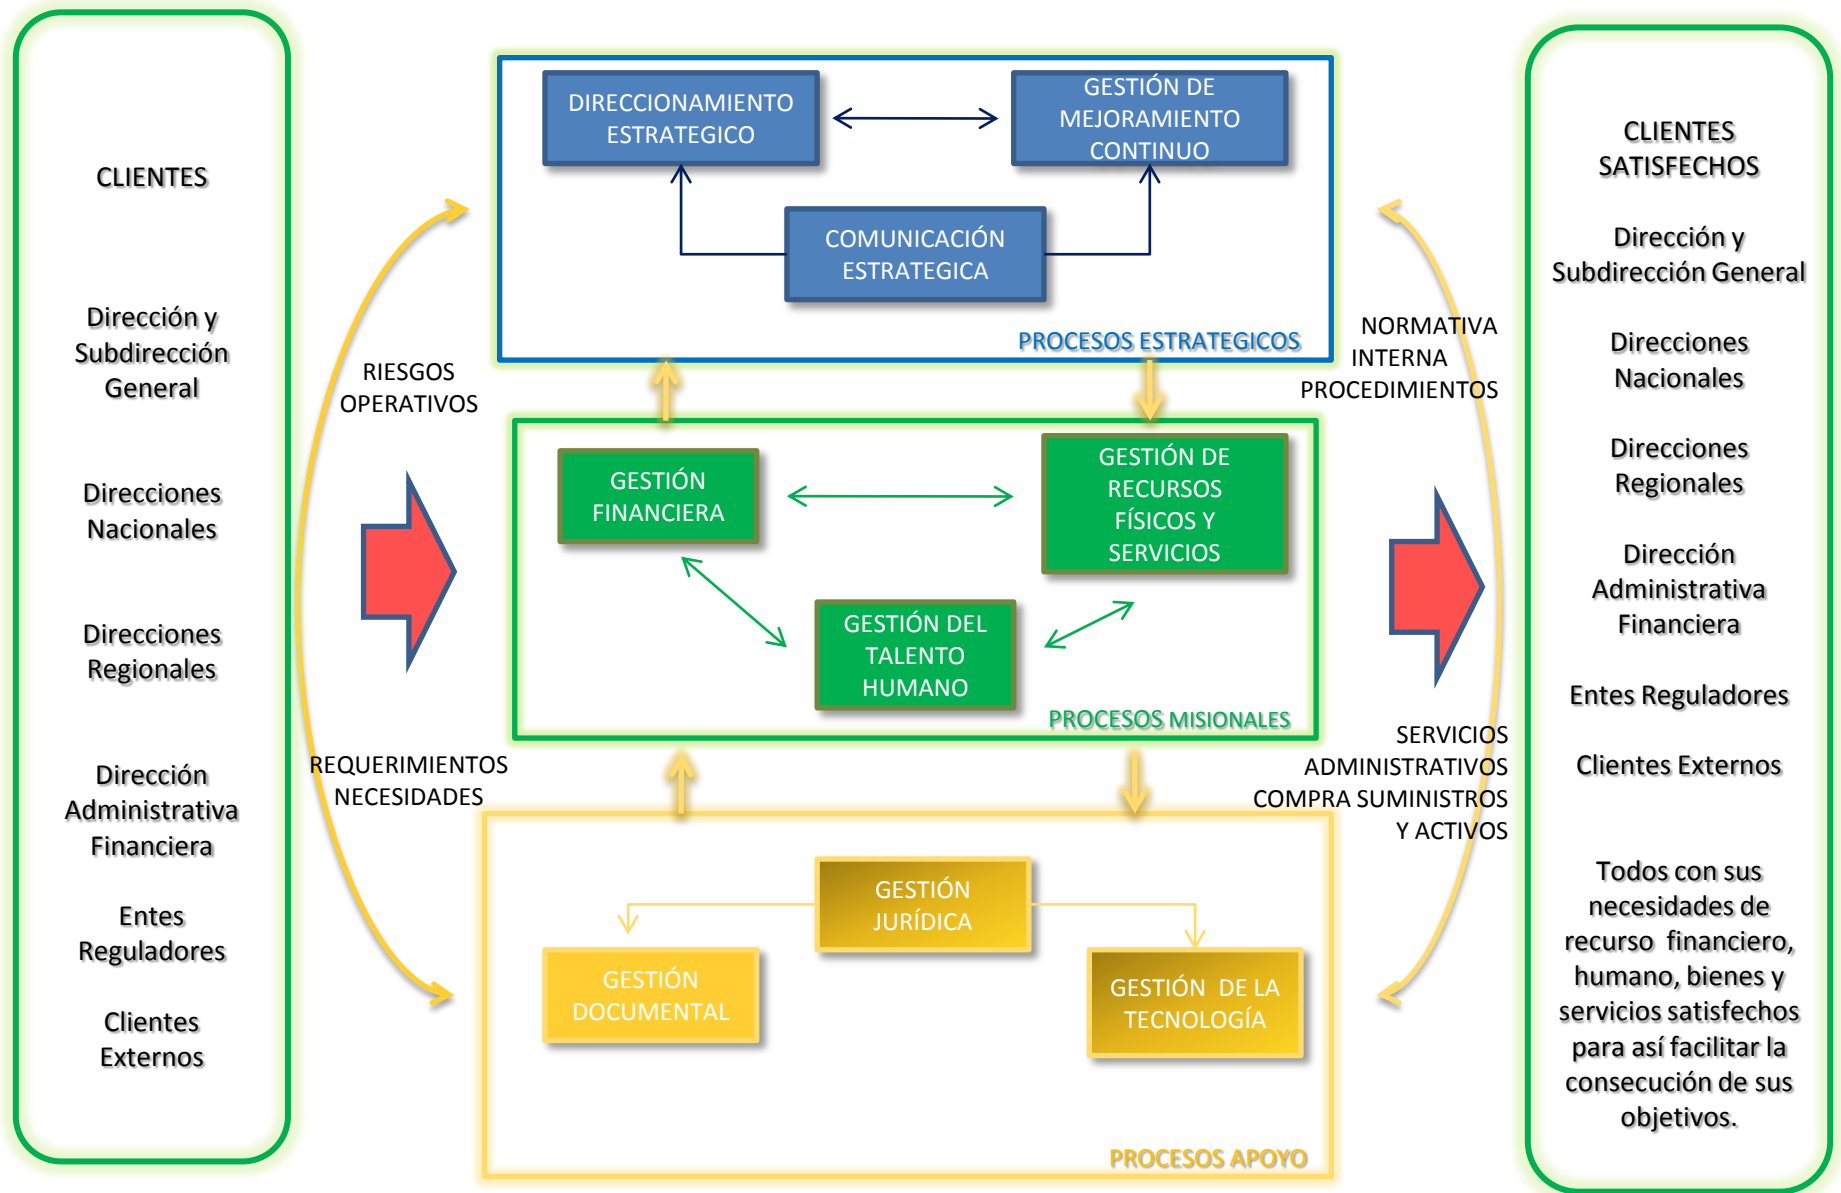 CLIENTES
Dirección y
Subdirección
General
Direcciones
Nacionales
Direcciones
Regionales
Dirección
Administrativa
Financiera
Entes
Reguladores
Clientes
Externos
RIESGOS
OPERATIVOS
REQUERIMIENTOS
NECESIDADES
DIRECCIONAMIENTO
ESTRATEGICO
GESTIÓN DE
MEJORAMIENTO
CONTINUO
COMUNICACIÓN
ESTRATEGICA
PROCESOS ESTRATEGICOS
GESTIÓN
FINANCIERA
GESTIÓN DE
RECURSOS
FÍSICOS Y
SERVICIOS
GESTIÓN DEL
TALENTO
HUMANO
PROCESOS MISIONALES
GESTIÓN
JURÍDICA
GESTIÓN
DOCUMENTAL
GESTIÓN DE LA
TECNOLOGÍA
PROCESOS APOYO
NORMATIVA
INTERNA
PROCEDIMIENTOS
SERVICIOS
ADMINISTRATIVOS
COMPRA SUMINISTROS
Y ACTIVOS
CLIENTES
SATISFECHOS
Dirección y
Subdirección General
Direcciones
Nacionales
Direcciones
Regionales
Dirección
Administrativa
Financiera
Entes Reguladores
Clientes Externos
Todos con sus
necesidades de
recurso financiero,
humano, bienes y
servicios satisfechos
para así facilitar la
consecución de sus
objetivos.